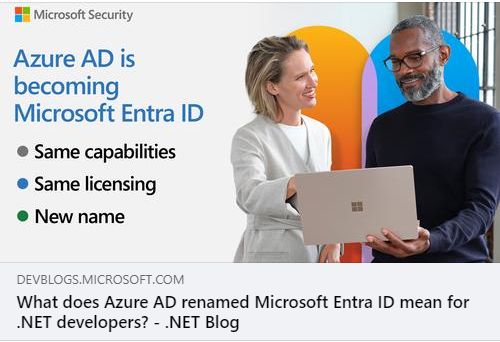 Microsoft Security
Azure AD is
becoming
Microsoft Entra ID
Same capabilities
Same licensing
New name
DEVBLOGS.MICROSOFT.COM
What does Azure AD renamed Microsoft Entra ID mean for
.NET developers? - .NET Blog